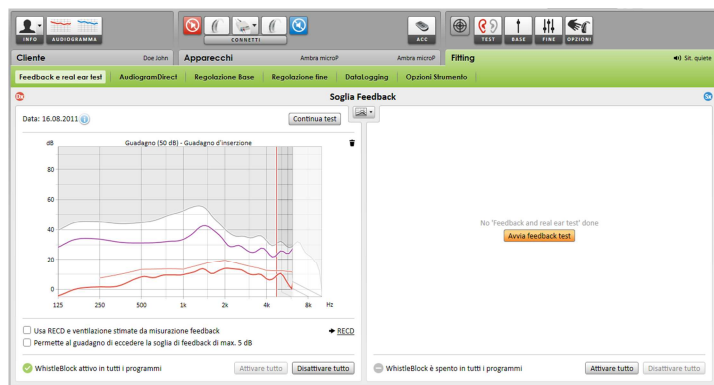 INFO AUDIOGRAMMA CONNETTI ACC TEST BASE FINE OPZIONI
Cliente Doe John Apparecchi Ambra microP Ambra microP Fitting Sit. quiete
Feedback e real ear test AudiogramDirect Regolazione Base Regolazione fine DataLogging Opzioni Strumento
Dx Soglia Feedback Sx
Data: 16.08.2011 Continua test
dB Guadagno (50 dB) - Guadagno d'inserzione
80
60
40
20
0
125 250 500 1k 2k 4k 8k Hz
No 'Feedback and real ear test' done
Avvia feedback test
Usa RECD e ventilazione stimate da misurazione feedback RECD
Permette al guadagno di eccedere la soglia di feedback di max. 5 dB
WhistleBlock attivo in tutti i programmi Attivare tutto Disattivare tutto
WhistleBlock è spento in tutti i programmi Attivare tutto Disattivare tutto